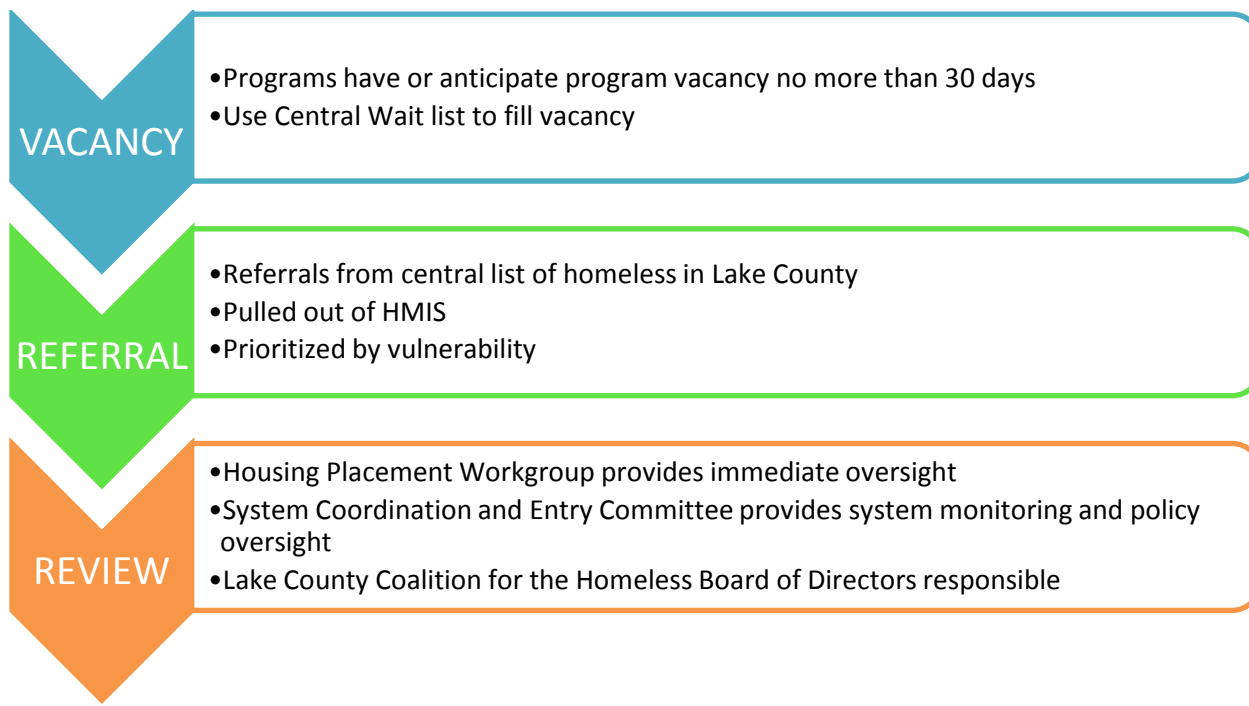 VACANCY
•Programs have or anticipate program vacancy no more than 30 days
•Use Central Wait list to fill vacancy
REFERRAL
•Referrals from central list of homeless in Lake County
•Pulled out of HMIS
•Prioritized by vulnerability
REVIEW
•Housing Placement Workgroup provides immediate oversight
•System Coordination and Entry Committee provides system monitoring and policy
oversight
•Lake County Coalition for the Homeless Board of Directors responsible